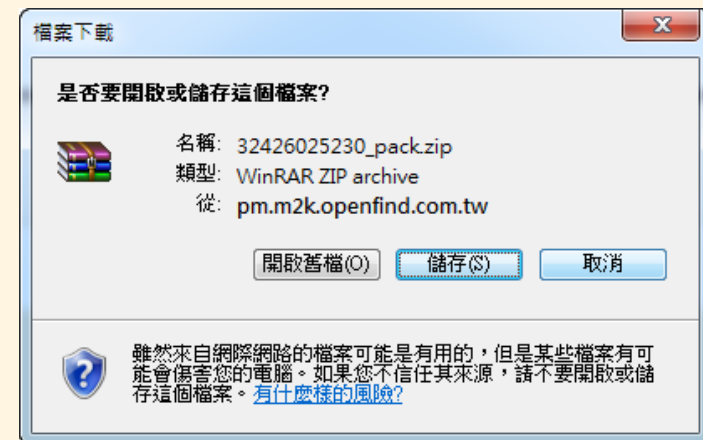 檔案下載
是否要開啟或儲存這個檔案?
名稱: 32426025230_pack.zip
類型: WinRAR ZIP archive
從: pm.m2k.openfind.com.tw
開啟舊檔(O) 儲存(S) 取消
雖然來自網際網路的檔案可能是有用的，但是某些檔案有可
能會傷害您的電腦。如果您不信任其來源，請不要開啟或儲
存這個檔案。有什麼樣的風險?